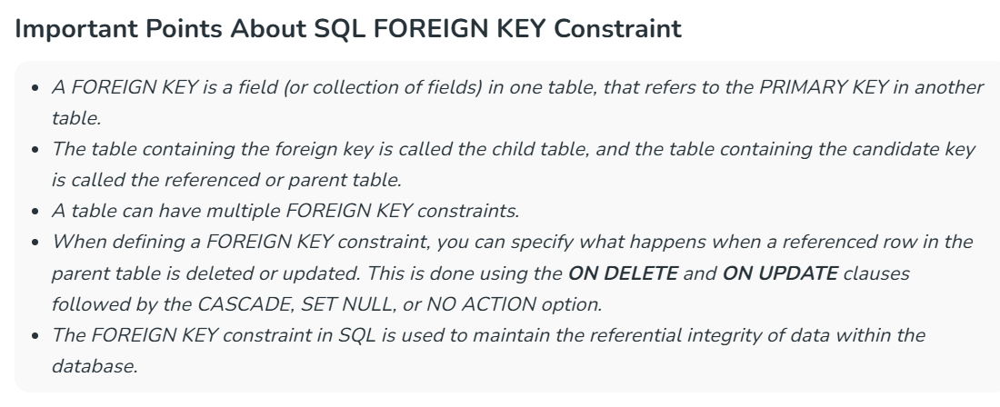 Important Points About SQL FOREIGN KEY Constraint
• A FOREIGN KEY is a field (or collection of fields) in one table, that refers to the PRIMARY KEY in another
table.
• The table containing the foreign key is called the child table, and the table containing the candidate key
is called the referenced or parent table.
• A table can have multiple FOREIGN KEY constraints.
• When defining a FOREIGN KEY constraint, you can specify what happens when a referenced row in the
parent table is deleted or updated. This is done using the ON DELETE and ON UPDATE clauses
followed by the CASCADE, SET NULL, or NO ACTION option.
• The FOREIGN KEY constraint in SQL is used to maintain the referential integrity of data within the
database.